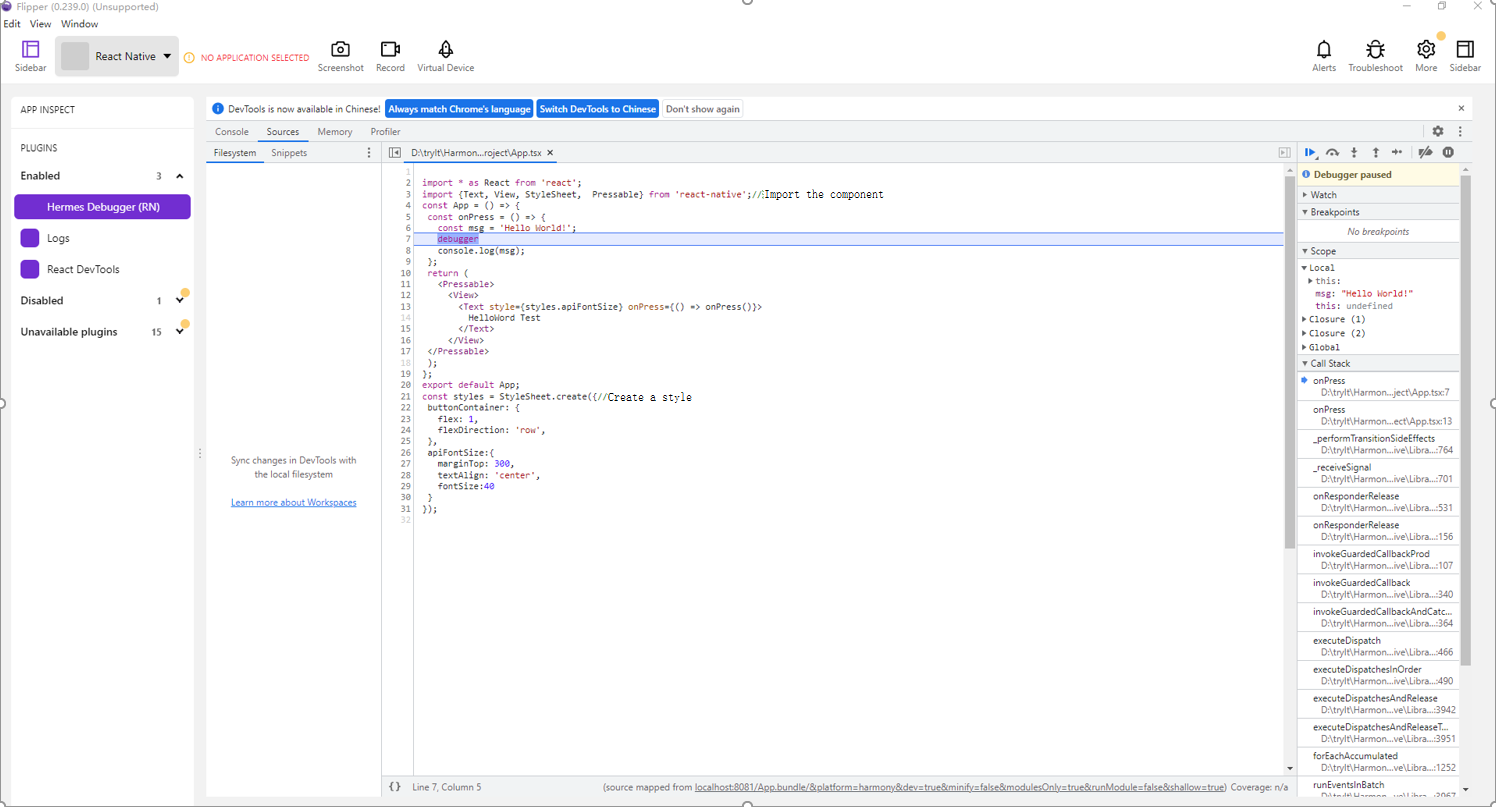 Flipper (0.239.0) (Unsupported)
Edit View Window
Sidebar
React Native
NO APPLICATION SELECTED
Screenshot
Record
Virtual Device
Alerts
Troubleshoot
More
Sidebar
APP INSPECT
PLUGINS
Enabled 3
Hermes Debugger (RN)
Logs
React DevTools
Disabled 1
Unavailable plugins 15
DevTools is now available in Chinese! Always match Chrome's language Switch DevTools to Chinese Don't show again
Console Sources Memory Profiler
Filesystem Snippets
Sync changes in DevTools with
the local filesystem
Learn more about Workspaces
D:\tryIt\Harmon...roject\App.tsx
1
2 import * as React from 'react';
3 import {Text, View, StyleSheet, Pressable} from 'react-native';//Import the component
4 const App = () => {
5 const onPress = () => {
6 const msg = 'Hello World!';
7 debugger
8 console.log(msg);
9 };
10 return (
11 <Pressable>
12 <View>
13 <Text style={styles.apiFontSize} onPress={() => onPress()}>
14 HelloWord Test
15 </Text>
16 </View>
17 </Pressable>
18 );
19 };
20 export default App;
21 const styles = StyleSheet.create({//Create a style
22 buttonContainer: {
23 flex: 1,
24 flexDirection: 'row',
25 },
26 apiFontSize:{
27 marginTop: 300,
28 textAlign: 'center',
29 fontSize:40
30 }
31 });
32
{} Line 7, Column 5
(source mapped from localhost:8081/App.bundle/&platform=harmony&dev=true&minify=false&modulesOnly=true&runModule=false&shallow=true) Coverage: n/a
Debugger paused
Watch
Breakpoints
No breakpoints
Scope
Local
this:
msg: "Hello World!"
this: undefined
Closure (1)
Closure (2)
Global
Call Stack
onPress
D:\tryIt\Harmon...ject\App.tsx:7
onPress
D:\tryIt\Harmon...ect\App.tsx:13
_performTransitionSideEffects
D:\tryIt\Harmon...ive\Libra...:764
_receiveSignal
D:\tryIt\Harmon...ive\Libra...:701
onResponderRelease
D:\tryIt\Harmon...ive\Libra...:531
onResponderRelease
D:\tryIt\Harmon...ive\Libra...:156
invokeGuardedCallbackProd
D:\tryIt\Harmon...ive\Libra...:107
invokeGuardedCallback
D:\tryIt\Harmon...ive\Libra...:340
invokeGuardedCallbackAndCatc...
D:\tryIt\Harmon...ive\Libra...:364
executeDispatch
D:\tryIt\Harmon...ive\Libra...:466
executeDispatchesInOrder
D:\tryIt\Harmon...ive\Libra...:490
executeDispatchesAndRelease
D:\tryIt\Harmon...ve\Libra...:3942
executeDispatchesAndReleaseT...
D:\tryIt\Harmon...ve\Libra...:3951
forEachAccumulated
D:\tryIt\Harmon...ve\Libra...:1252
runEventsInBatch